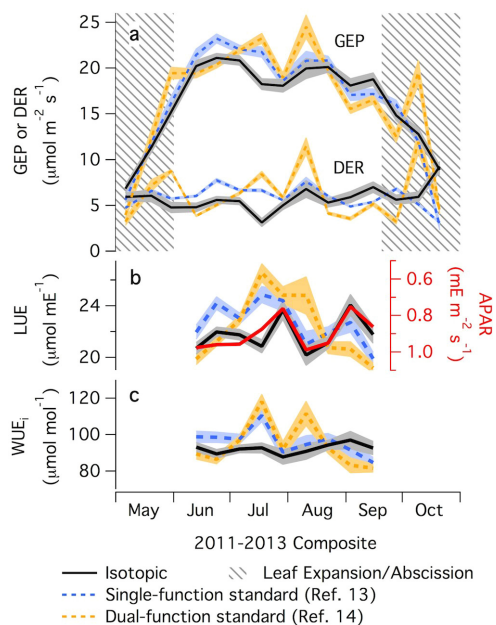 a
GEP
DER
GEP or DER
(μmol m⁻² s⁻¹)
25
20
15
10
5
0
b
LUE
(μmol mE⁻¹)
24
22
20
0.6
0.8
1.0
APAR
(mE m⁻² s⁻¹)
c
WUEᵢ
(μmol mol⁻¹)
120
100
80
May Jun Jul Aug Sep Oct
2011-2013 Composite
Isotopic
Leaf Expansion/Abscission
Single-function standard (Ref. 13)
Dual-function standard (Ref. 14)